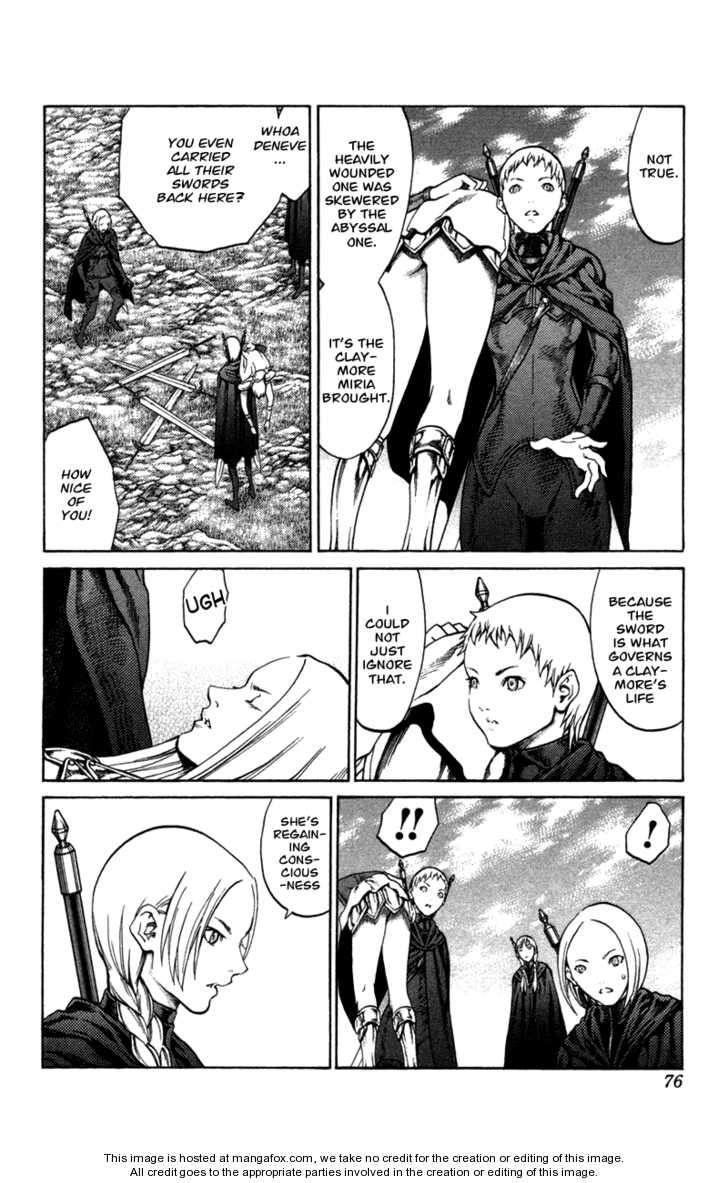 NOT
TRUE.
THE
HEAVILY
WOUNDED
ONE WAS
SKEWERED
BY THE
ABYSSAL
ONE.
IT'S THE
CLAY-
MORE
MIRIA
BROUGHT.
WHOA
DENEVE
...
YOU EVEN
CARRIED
ALL THEIR
SWORDS
BACK HERE?
HOW
NICE
OF
YOU!
BECAUSE
THE
SWORD
IS WHAT
GOVERNS
A CLAY-
MORE'S
LIFE
I
COULD
NOT
JUST
IGNORE
THAT.
UGH
!
!!
SHE'S
REGAIN-
ING
CONS-
CIOUS
-NESS
76
This image is hosted at mangafox.com, we take no credit for the creation or editing of this image.
All credit goes to the appropriate parties involved in the creation or editing of this image.